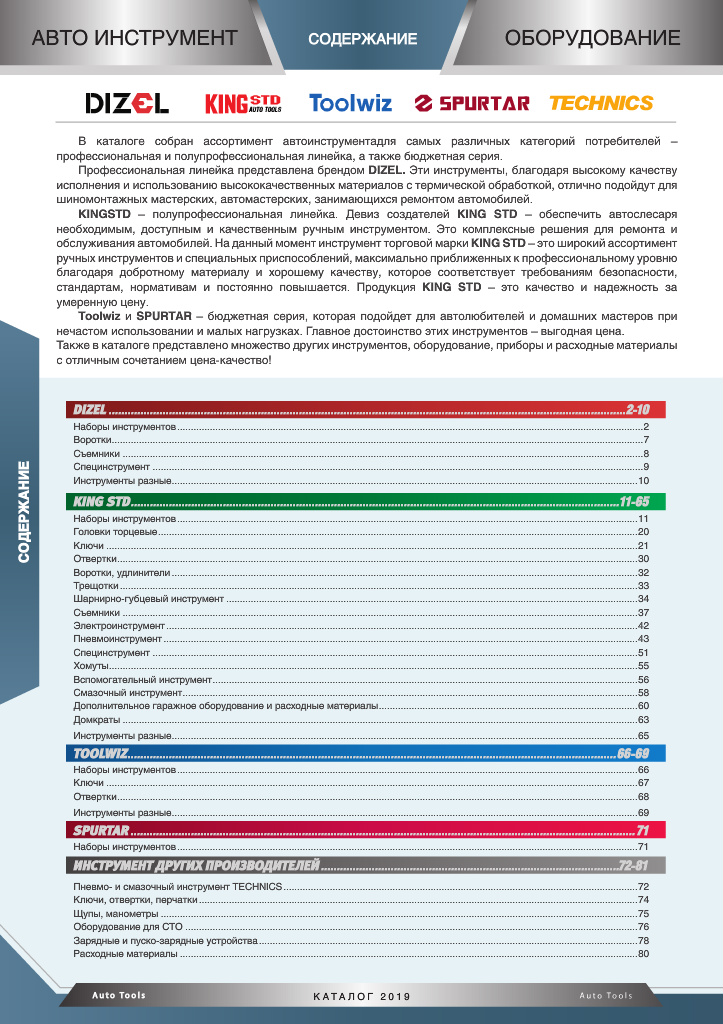 АВТО ИНСТРУМЕНТ
СОДЕРЖАНИЕ
ОБОРУДОВАНИЕ
DIZEL
KING STD AUTO TOOLS
Toolwiz
SPURTAR
TECHNICS
В каталоге собран ассортимент автоинструментадля самых различных категорий потребителей –
профессиональная и полупрофессиональная линейка, а также бюджетная серия.
Профессиональная линейка представлена брендом DIZEL. Эти инструменты, благодаря высокому качеству
исполнения и использованию высококачественных материалов с термической обработкой, отлично подойдут для
шиномонтажных мастерских, автомастерских, занимающихся ремонтом автомобилей.
KINGSTD – полупрофессиональная линейка. Девиз создателей KING STD – обеспечить автослесаря
необходимым, доступным и качественным ручным инструментом. Это комплексные решения для ремонта и
обслуживания автомобилей. На данный момент инструмент торговой марки KING STD – это широкий ассортимент
ручных инструментов и специальных приспособлений, максимально приближенных к профессиональному уровню
благодаря добротному материалу и хорошему качеству, которое соответствует требованиям безопасности,
стандартам, нормативам и постоянно повышается. Продукция KING STD – это качество и надежность за
умеренную цену.
Toolwiz и SPURTAR – бюджетная серия, которая подойдет для автолюбителей и домашних мастеров при
нечастом использовании и малых нагрузках. Главное достоинство этих инструментов – выгодная цена.
Также в каталоге представлено множество других инструментов, оборудование, приборы и расходные материалы
с отличным сочетанием цена-качество!
СОДЕРЖАНИЕ
DIZEL 2-10
Наборы инструментов 2
Воротки 7
Съемники 8
Специнструмент 9
Инструменты разные 10
KING STD 11-65
Наборы инструментов 11
Головки торцевые 20
Ключи 21
Отвертки 30
Воротки, удлинители 32
Трещотки 33
Шарнирно-губцевый инструмент 34
Съемники 37
Электроинструмент 42
Пневмоинструмент 43
Специнструмент 51
Хомуты 55
Вспомогательный инструмент 56
Смазочный инструмент 58
Дополнительное гаражное оборудование и расходные материалы 60
Домкраты 63
Инструменты разные 65
TOOLWIZ 66-69
Наборы инструментов 66
Ключи 67
Отвертки 68
Инструменты разные 69
SPURTAR 71
Наборы инструментов 71
ИНСТРУМЕНТ ДРУГИХ ПРОИЗВОДИТЕЛЕЙ 72-81
Пневмо- и смазочный инструмент TECHNICS 72
Ключи, отвертки, перчатки 74
Щупы, манометры 75
Оборудование для СТО 76
Зарядные и пуско-зарядные устройства 78
Расходные материалы 80
Auto Tools
КАТАЛОГ 2019
Auto Tools